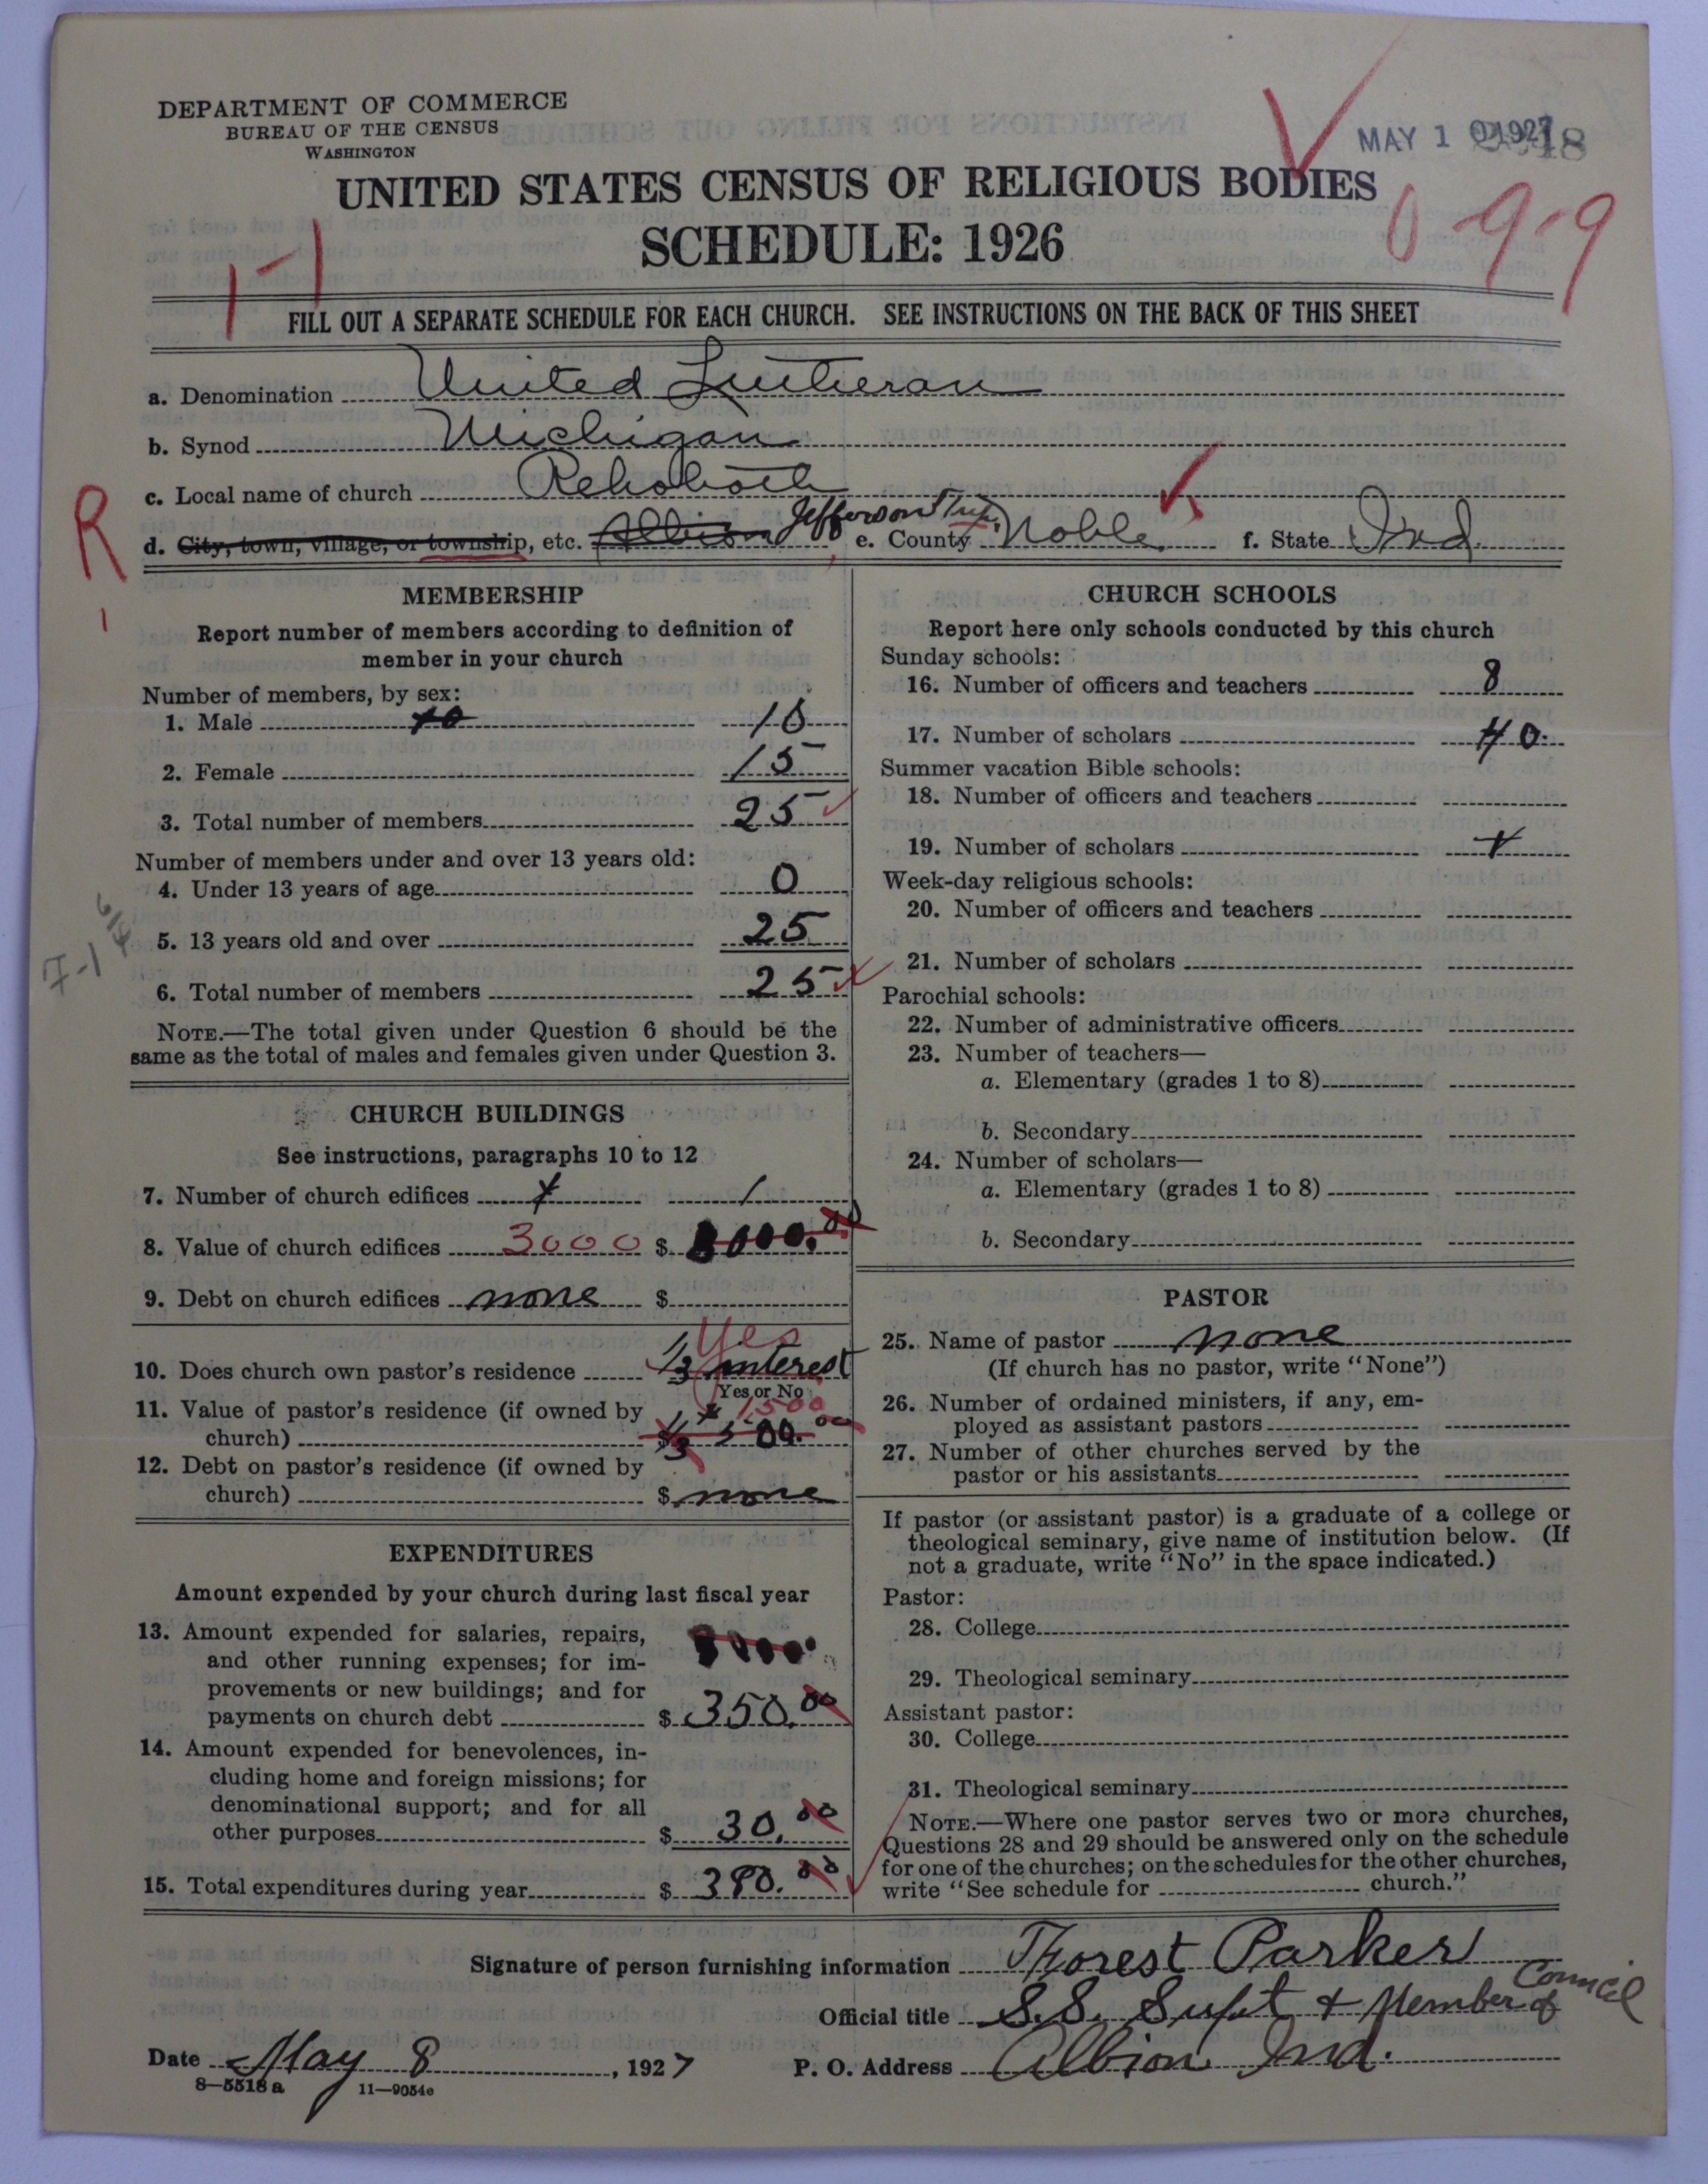 DEPARTMENT OF COMMERCE
BUREAU OF THE CENSUS
WASHINGTON
MAY 1 0 1927
UNITED STATES CENSUS OF RELIGIOUS BODIES
SCHEDULE: 1926
1-1
0-9-9
FILL OUT A SEPARATE SCHEDULE FOR EACH CHURCH. SEE INSTRUCTIONS ON THE BACK OF THIS SHEET
a. Denomination United Lutheran
b. Synod Michigan
c. Local name of church Rehoboth
R
1
d. City, town, village, or township, etc. Albion Jefferson Twp. e. County Noble f. State Ind.
MEMBERSHIP
Report number of members according to definition of
member in your church
Number of members, by sex:
1. Male 10 10
2. Female 15
3. Total number of members 25
Number of members under and over 13 years old:
4. Under 13 years of age 0
5. 13 years old and over 25
6. Total number of members 25
NOTE.—The total given under Question 6 should be the
same as the total of males and females given under Question 3.
CHURCH BUILDINGS
See instructions, paragraphs 10 to 12
7. Number of church edifices 1
8. Value of church edifices 3000 $ 3000.00
9. Debt on church edifices none $
Yes
10. Does church own pastor's residence 1/3 interest
Yes or No
1500
11. Value of pastor's residence (if owned by
church) $ 1/3 500.00
12. Debt on pastor's residence (if owned by
church) $ none
EXPENDITURES
Amount expended by your church during last fiscal year
13. Amount expended for salaries, repairs,
and other running expenses; for im-
provements or new buildings; and for
payments on church debt $ 350.00
14. Amount expended for benevolences, in-
cluding home and foreign missions; for
denominational support; and for all
other purposes $ 30.00
15. Total expenditures during year $ 380.00
CHURCH SCHOOLS
Report here only schools conducted by this church
Sunday schools:
16. Number of officers and teachers 8
17. Number of scholars 40.
Summer vacation Bible schools:
18. Number of officers and teachers
19. Number of scholars
Week-day religious schools:
20. Number of officers and teachers
21. Number of scholars
Parochial schools:
22. Number of administrative officers
23. Number of teachers—
a. Elementary (grades 1 to 8)
b. Secondary
24. Number of scholars—
a. Elementary (grades 1 to 8)
b. Secondary
PASTOR
25. Name of pastor none
(If church has no pastor, write "None")
26. Number of ordained ministers, if any, em-
ployed as assistant pastors
27. Number of other churches served by the
pastor or his assistants
If pastor (or assistant pastor) is a graduate of a college or
theological seminary, give name of institution below. (If
not a graduate, write "No" in the space indicated.)
Pastor:
28. College
29. Theological seminary
Assistant pastor:
30. College
31. Theological seminary
NOTE.—Where one pastor serves two or more churches,
Questions 28 and 29 should be answered only on the schedule
for one of the churches; on the schedules for the other churches,
write "See schedule for church."
Signature of person furnishing information Thorest Parker
Official title S.S. Supt & Member of Council
Date May 8, 1927 P. O. Address Albion Ind.
8—5518 a 11—9054e